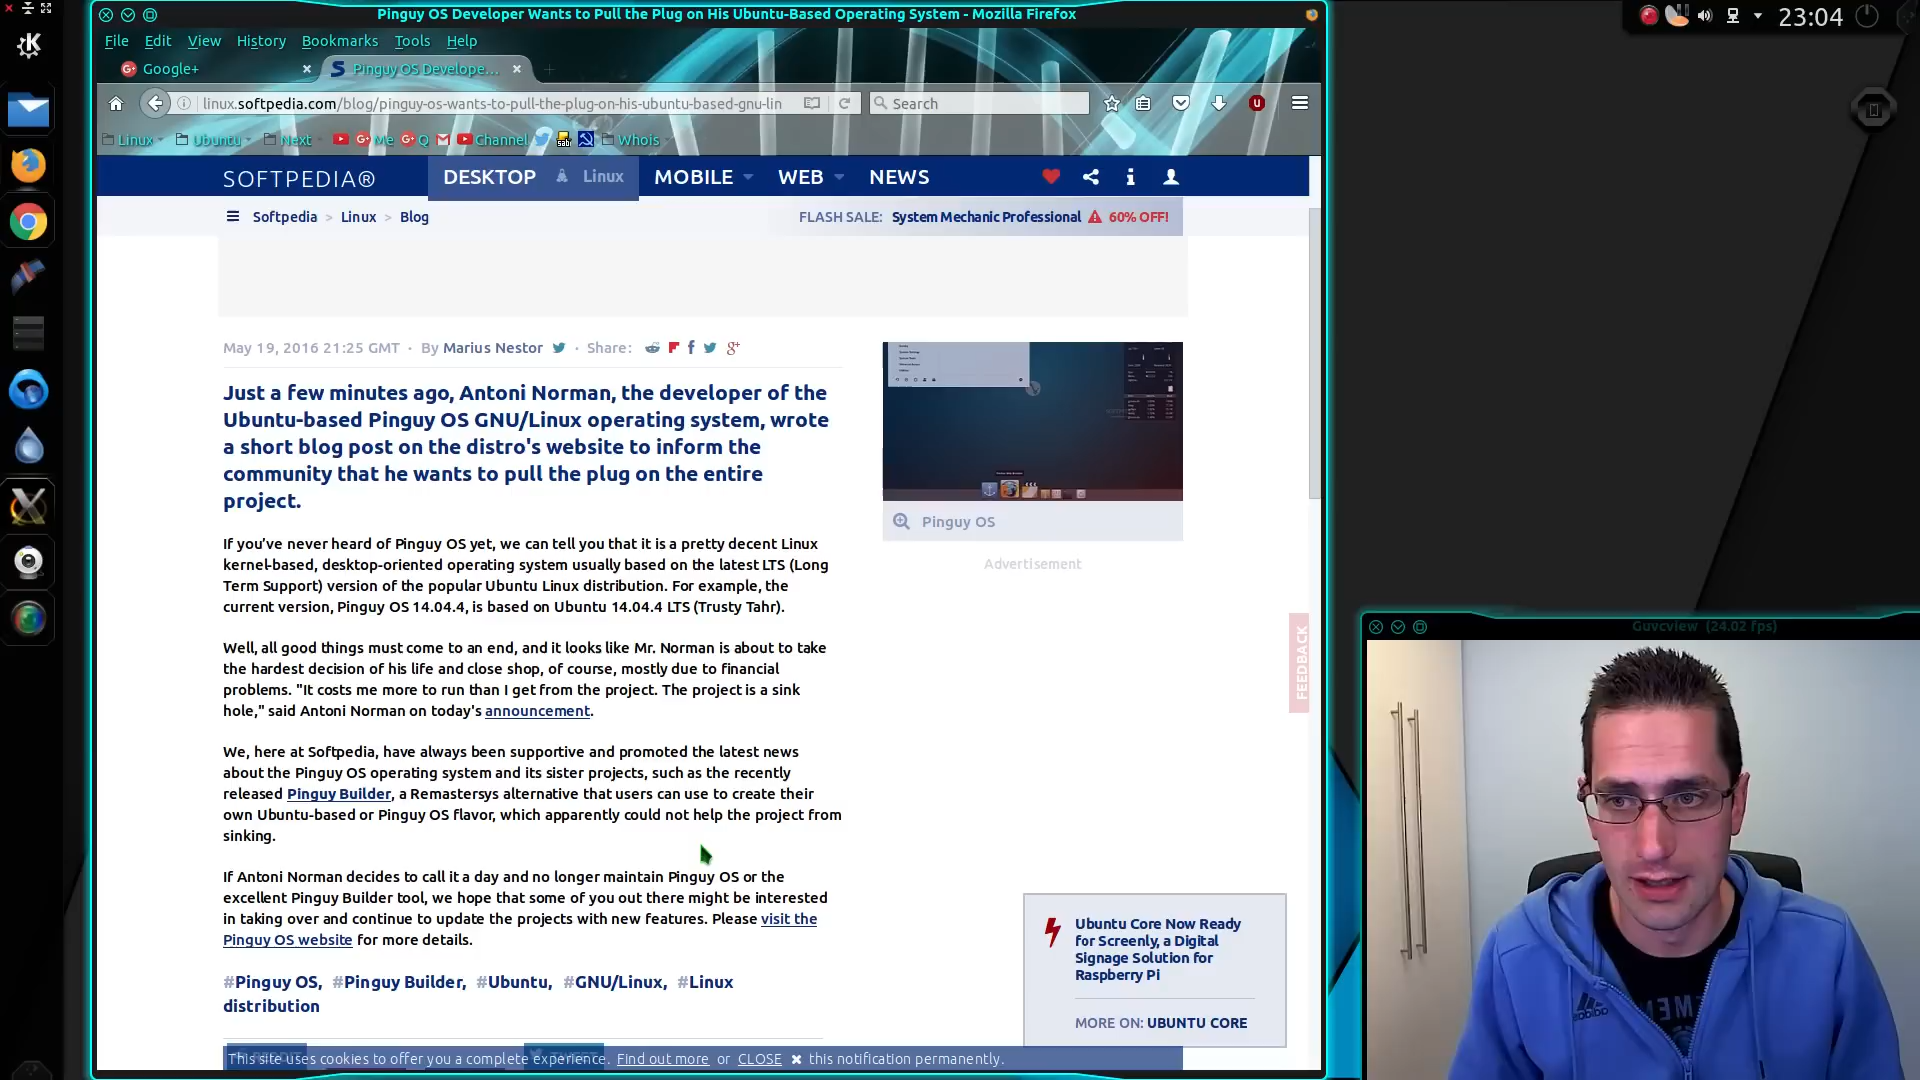 Pinguy OS Developer Wants to Pull the Plug on His Ubuntu-Based Operating System - Mozilla Firefox
23:04
File Edit View History Bookmarks Tools Help
Google+
Pinguy OS Develope...
linux.softpedia.com/blog/pinguy-os-wants-to-pull-the-plug-on-his-ubuntu-based-gnu-lin
Search
Linux Ubuntu Next Me Q Channel Whois
SOFTPEDIA® DESKTOP Linux MOBILE WEB NEWS
Softpedia > Linux > Blog
FLASH SALE: System Mechanic Professional 60% OFF!
May 19, 2016 21:25 GMT · By Marius Nestor · Share:
Just a few minutes ago, Antoni Norman, the developer of the
Ubuntu-based Pinguy OS GNU/Linux operating system, wrote
a short blog post on the distro's website to inform the
community that he wants to pull the plug on the entire
project.
If you've never heard of Pinguy OS yet, we can tell you that it is a pretty decent Linux
kernel-based, desktop-oriented operating system usually based on the latest LTS (Long
Term Support) version of the popular Ubuntu Linux distribution. For example, the
current version, Pinguy OS 14.04.4, is based on Ubuntu 14.04.4 LTS (Trusty Tahr).
Well, all good things must come to an end, and it looks like Mr. Norman is about to take
the hardest decision of his life and close shop, of course, mostly due to financial
problems. "It costs me more to run than I get from the project. The project is a sink
hole," said Antoni Norman on today's announcement.
We, here at Softpedia, have always been supportive and promoted the latest news
about the Pinguy OS operating system and its sister projects, such as the recently
released Pinguy Builder, a Remastersys alternative that users can use to create their
own Ubuntu-based or Pinguy OS flavor, which apparently could not help the project from
sinking.
If Antoni Norman decides to call it a day and no longer maintain Pinguy OS or the
excellent Pinguy Builder tool, we hope that some of you out there might be interested
in taking over and continue to update the projects with new features. Please visit the
Pinguy OS website for more details.
#Pinguy OS, #Pinguy Builder, #Ubuntu, #GNU/Linux, #Linux
distribution
Pinguy OS
Advertisement
FEEDBACK
Ubuntu Core Now Ready
for Screenly, a Digital
Signage Solution for
Raspberry Pi
MORE ON: UBUNTU CORE
This site uses cookies to offer you a complete experience. Find out more or CLOSE ✖ this notification permanently.
Guvcview (24.02 fps)
adidas